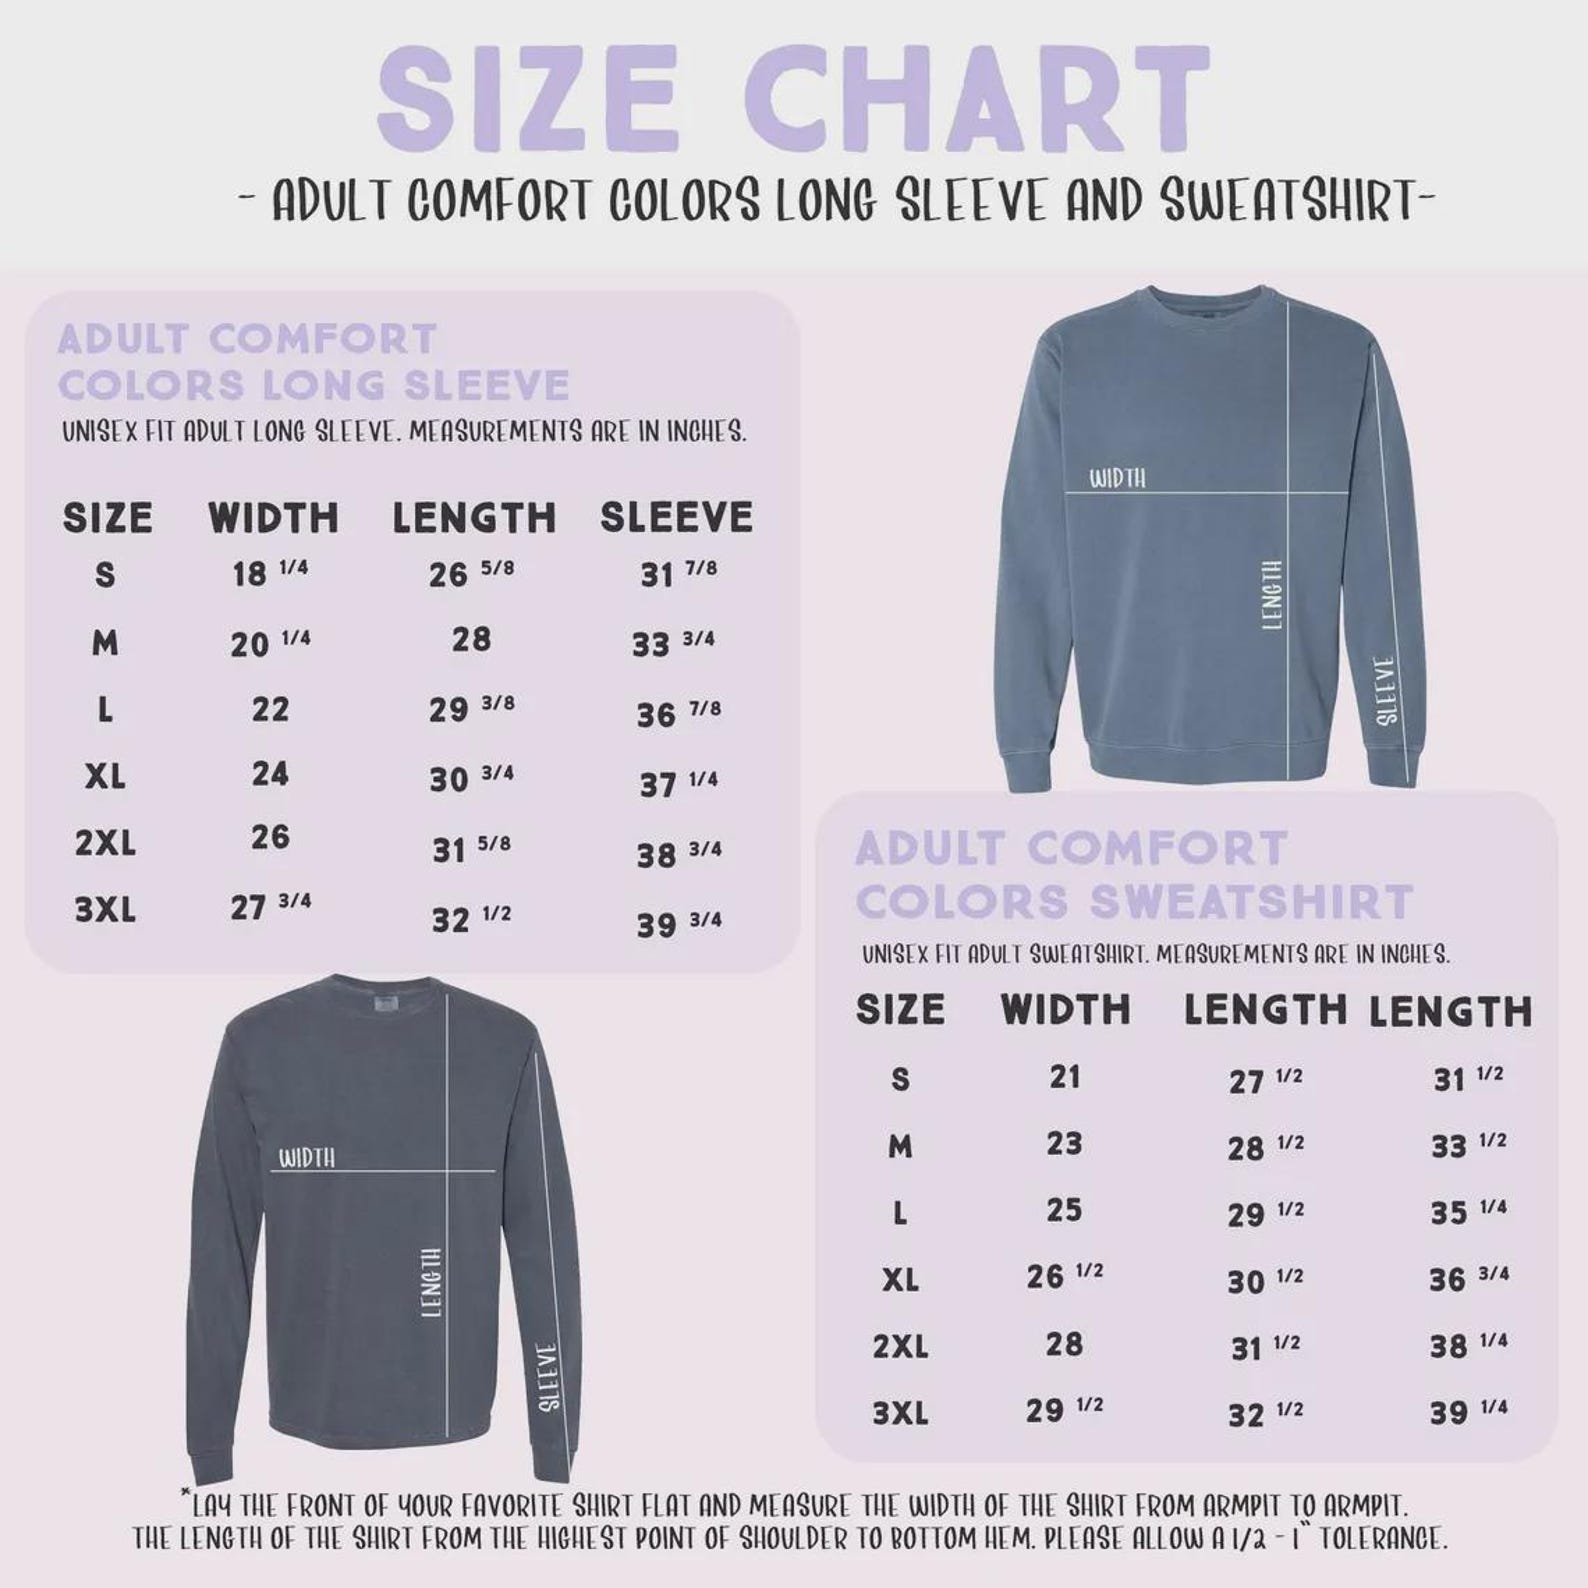 SIZE CHART
- ADULT COMFORT COLORS LONG SLEEVE AND SWEATSHIRT-
ADULT COMFORT
COLORS LONG SLEEVE
UNISEX FIT ADULT LONG SLEEVE. MEASUREMENTS ARE IN INCHES.
SIZE WIDTH LENGTH SLEEVE
S 18 1/4 26 5/8 31 7/8
M 20 1/4 28 33 3/4
L 22 29 3/8 36 7/8
XL 24 30 3/4 37 1/4
2XL 26 31 5/8 38 3/4
3XL 27 3/4 32 1/2 39 3/4
WIDTH
LENGTH
SLEEVE
ADULT COMFORT
COLORS SWEATSHIRT
UNISEX FIT ADULT SWEATSHIRT. MEASUREMENTS ARE IN INCHES.
SIZE WIDTH LENGTH LENGTH
S 21 27 1/2 31 1/2
M 23 28 1/2 33 1/2
L 25 29 1/2 35 1/4
XL 26 1/2 30 1/2 36 3/4
2XL 28 31 1/2 38 1/4
3XL 29 1/2 32 1/2 39 1/4
WIDTH
LENGTH
SLEEVE
*LAY THE FRONT OF YOUR FAVORITE SHIRT FLAT AND MEASURE THE WIDTH OF THE SHIRT FROM ARMPIT TO ARMPIT.
THE LENGTH OF THE SHIRT FROM THE HIGHEST POINT OF SHOULDER TO BOTTOM HEM. PLEASE ALLOW A 1/2 - 1" TOLERANCE.